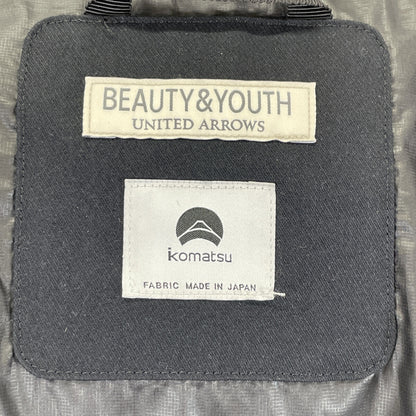 BEAUTY&YOUTH
UNITED ARROWS
komatsu
FABRIC MADE IN JAPAN